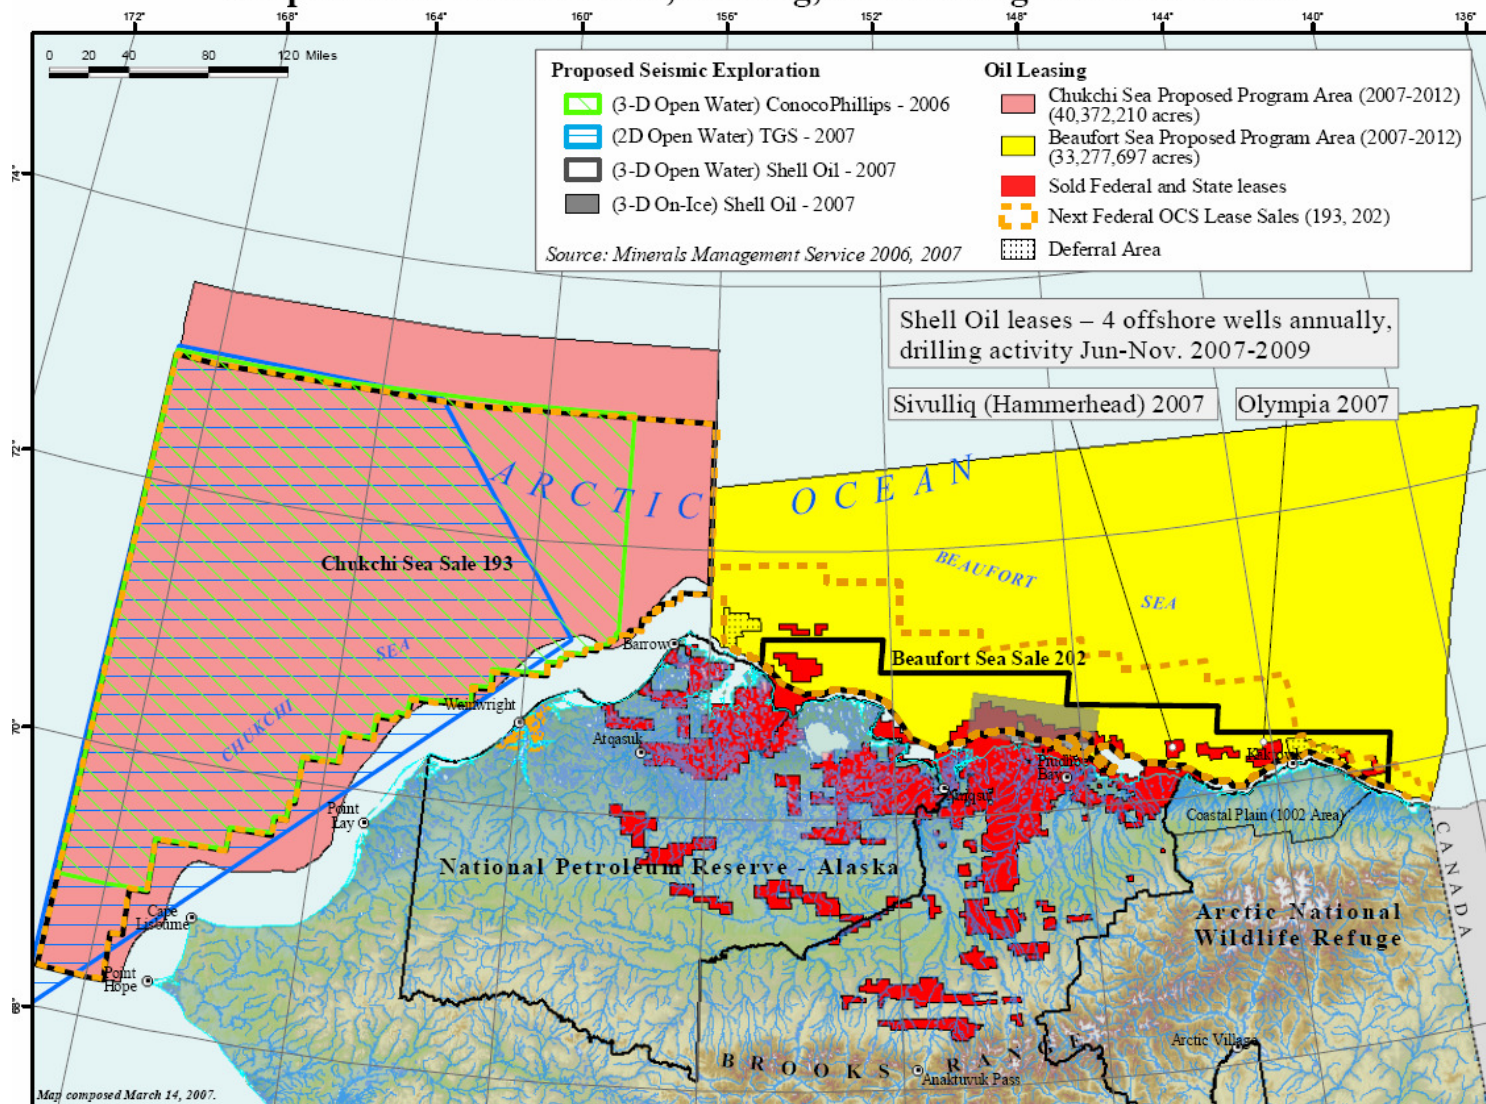 172° 168° 164° 160° 156° 152° 148° 144° 140° 136°
0 20 40 80 120 Miles
74°
72°
70°
68°
Proposed Seismic Exploration
(3-D Open Water) ConocoPhillips - 2006
(2D Open Water) TGS - 2007
(3-D Open Water) Shell Oil - 2007
(3-D On-Ice) Shell Oil - 2007
Source: Minerals Management Service 2006, 2007
Oil Leasing
Chukchi Sea Proposed Program Area (2007-2012)
(40,372,210 acres)
Beaufort Sea Proposed Program Area (2007-2012)
(33,277,697 acres)
Sold Federal and State leases
Next Federal OCS Lease Sales (193, 202)
Deferral Area
Shell Oil leases – 4 offshore wells annually,
drilling activity Jun-Nov. 2007-2009
Sivulliq (Hammerhead) 2007
Olympia 2007
ARCTIC OCEAN
BEAUFORT SEA
Chukchi Sea Sale 193
CHUKCHI SEA
Beaufort Sea Sale 202
Barrow
Wainwright
Atqasuk
Point
Lay
Prudhoe
Bay
Nuiqsut
Kaktovik
Coastal Plain (1002 Area)
National Petroleum Reserve - Alaska
Cape
Lisburne
Point
Hope
Arctic National
Wildlife Refuge
CANADA
BROOKS RANGE
Anaktuvuk Pass
Arctic Village
Map composed March 14, 2007.